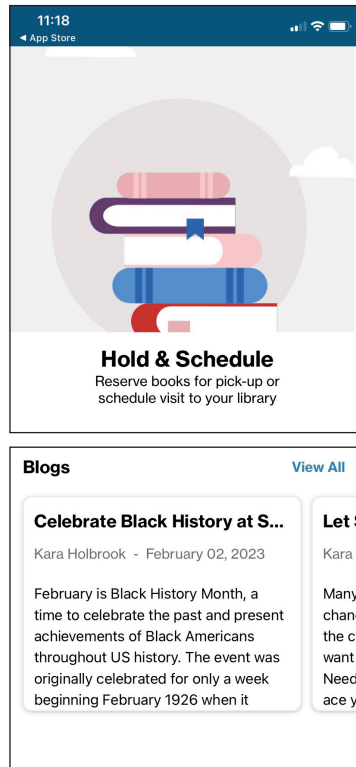 11:18
◀ App Store
Hold & Schedule
Reserve books for pick-up or
schedule visit to your library
Blogs
View All
Celebrate Black History at S...
Kara Holbrook - February 02, 2023
February is Black History Month, a
time to celebrate the past and present
achievements of Black Americans
throughout US history. The event was
originally celebrated for only a week
beginning February 1926 when it
Let
Kara
Many
the
want
Need